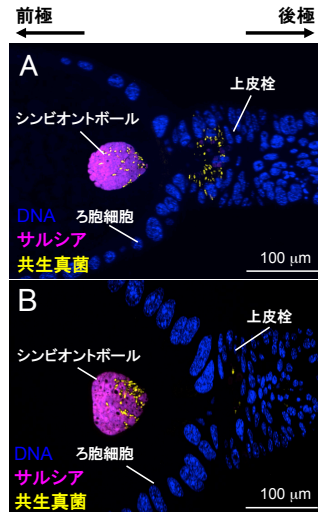 前極
後極
A
上皮栓
シンビオントボール
DNA
ろ胞細胞
サルシア
共生真菌
100 μm
B
上皮栓
シンビオントボール
DNA
ろ胞細胞
サルシア
共生真菌
100 μm